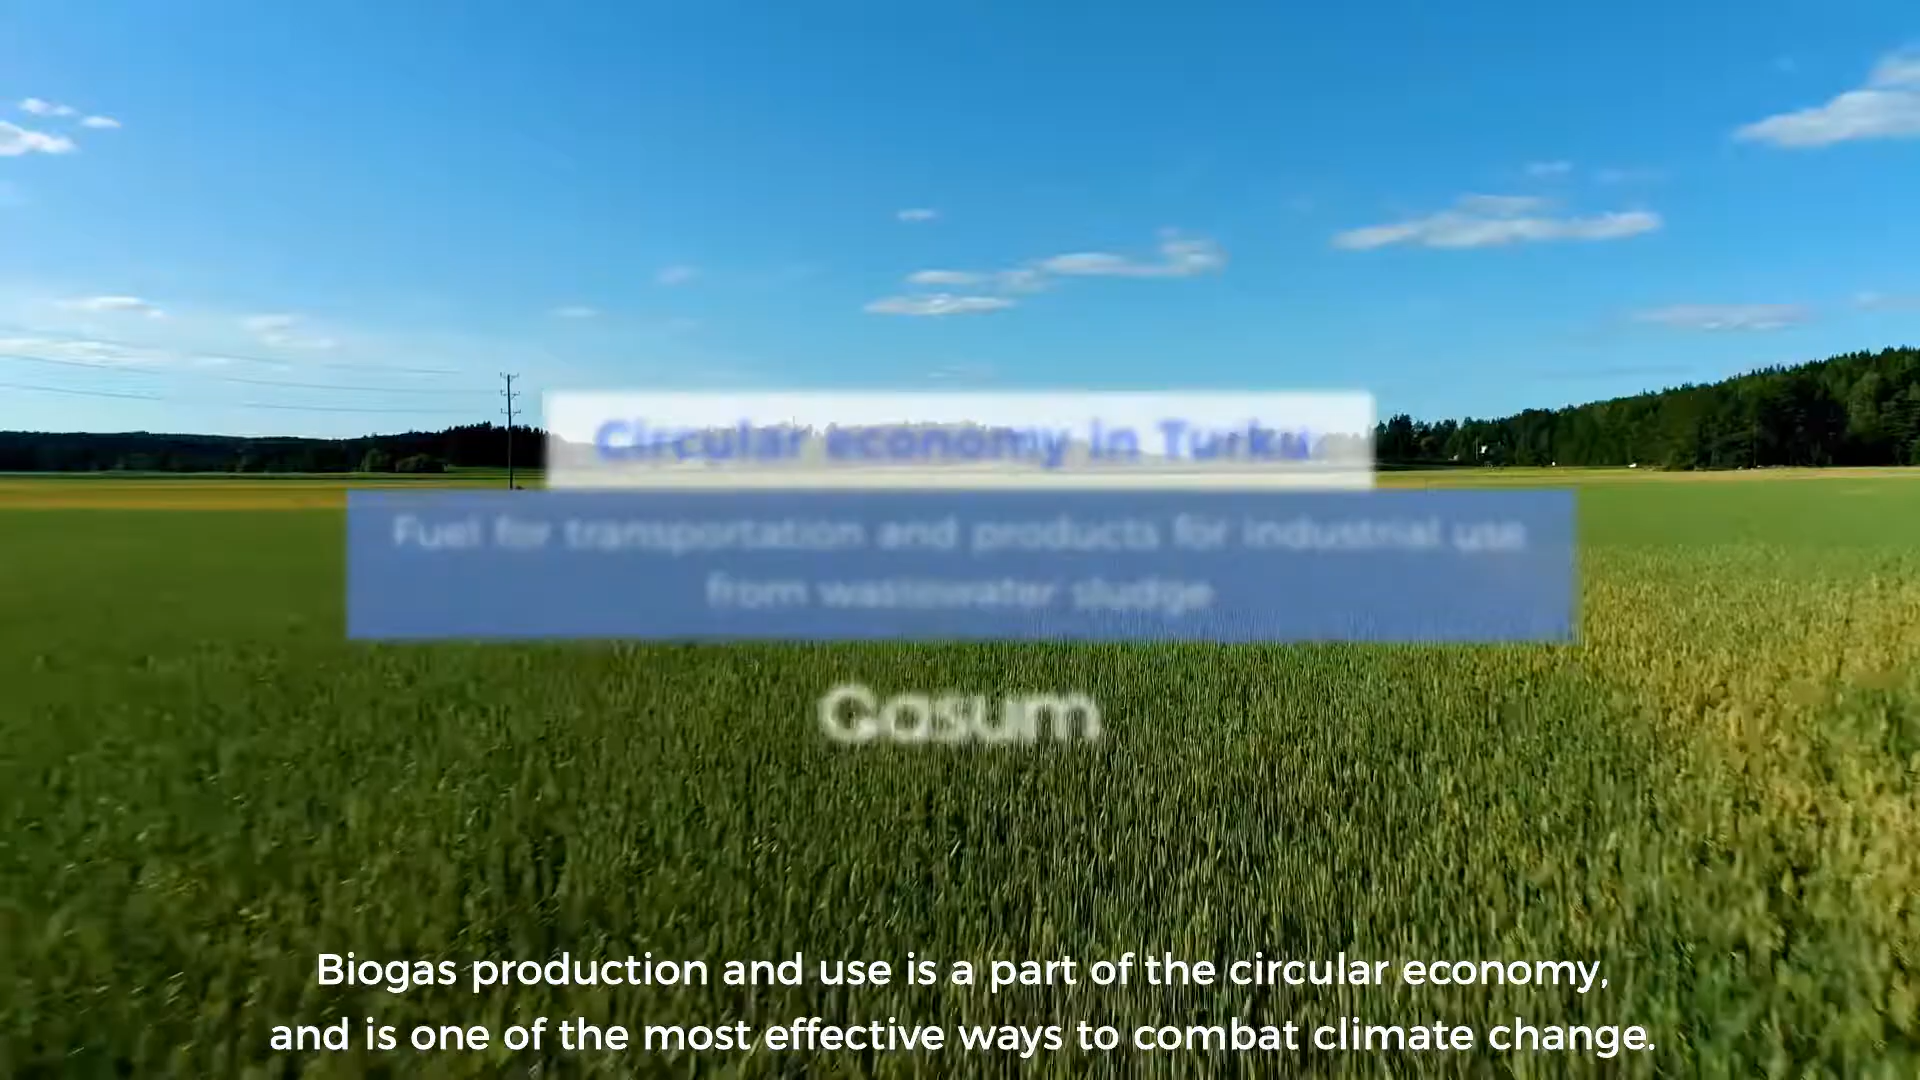 Circular economy in Turku
Fuel for transportation and products for industrial use
from wastewater sludge
Gasum
Biogas production and use is a part of the circular economy,
and is one of the most effective ways to combat climate change.